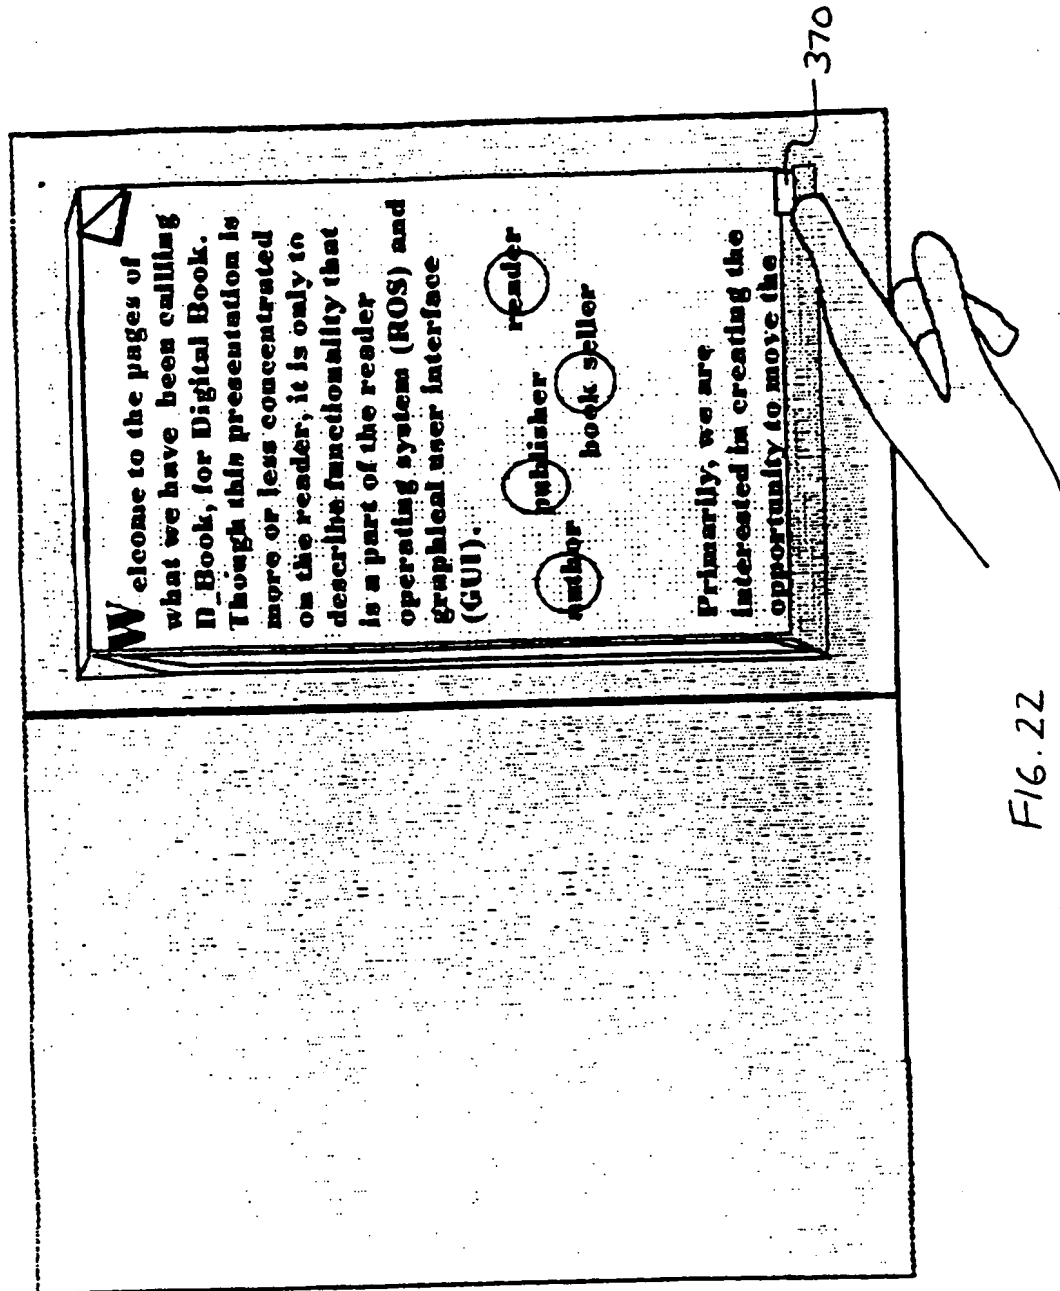 Welcome to the pages of
what we have been calling
D_Book, for Digital Book.
Though this presentation is
more or less concentrated
on the reader, it is only to
describe functionality that
is a part of the reader
operating system (ROS) and
graphical user interface
(GUI).
author publisher reader
book seller
Primarily, we are
interested in creating the
opportunity to move the
370
FIG. 22